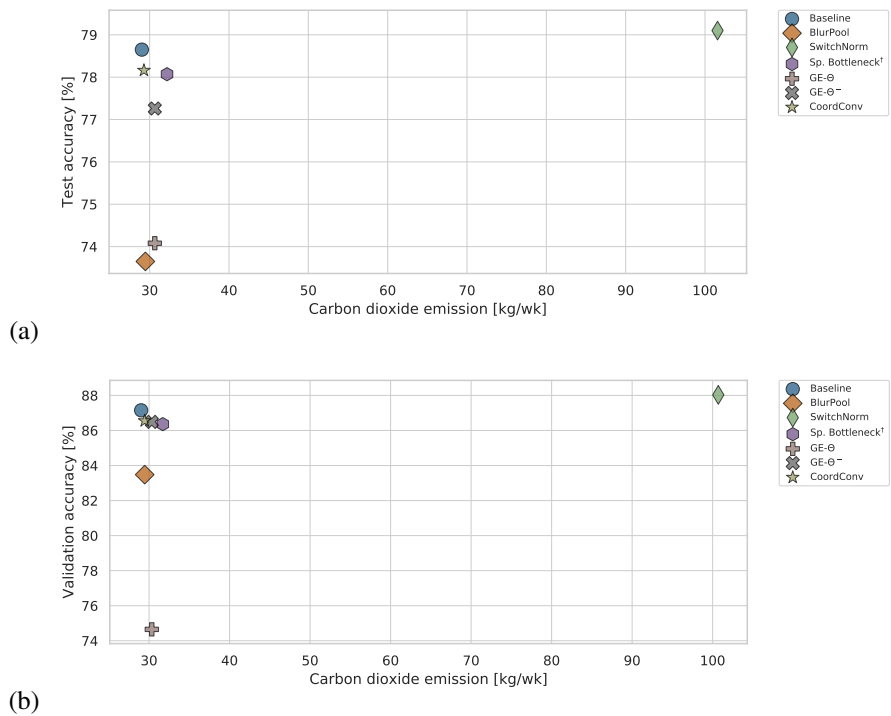 79
78
77
76
75
74
Test accuracy [%]
30 40 50 60 70 80 90 100
Carbon dioxide emission [kg/wk]
Baseline
BlurPool
SwitchNorm
Sp. Bottleneck†
GE-Θ
GE-Θ−
CoordConv
(a)
88
86
84
82
80
78
76
74
Validation accuracy [%]
30 40 50 60 70 80 90 100
Carbon dioxide emission [kg/wk]
Baseline
BlurPool
SwitchNorm
Sp. Bottleneck†
GE-Θ
GE-Θ−
CoordConv
(b)